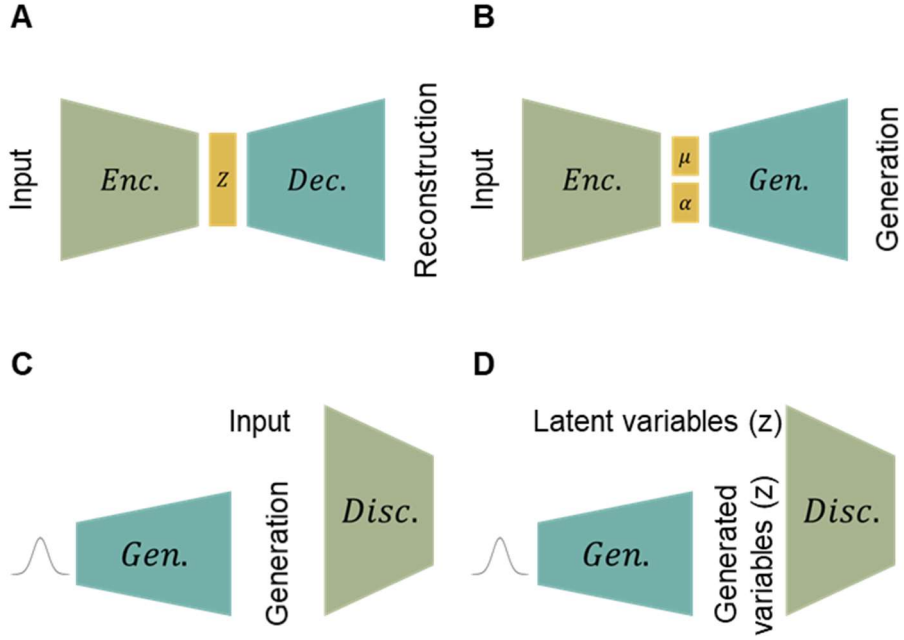 A
Input
Enc.
Z
Dec.
Reconstruction
B
Input
Enc.
μ
α
Gen.
Generation
C
Input
Gen.
Generation
Disc.
D
Latent variables (z)
Gen.
Generated
variables (z)
Disc.